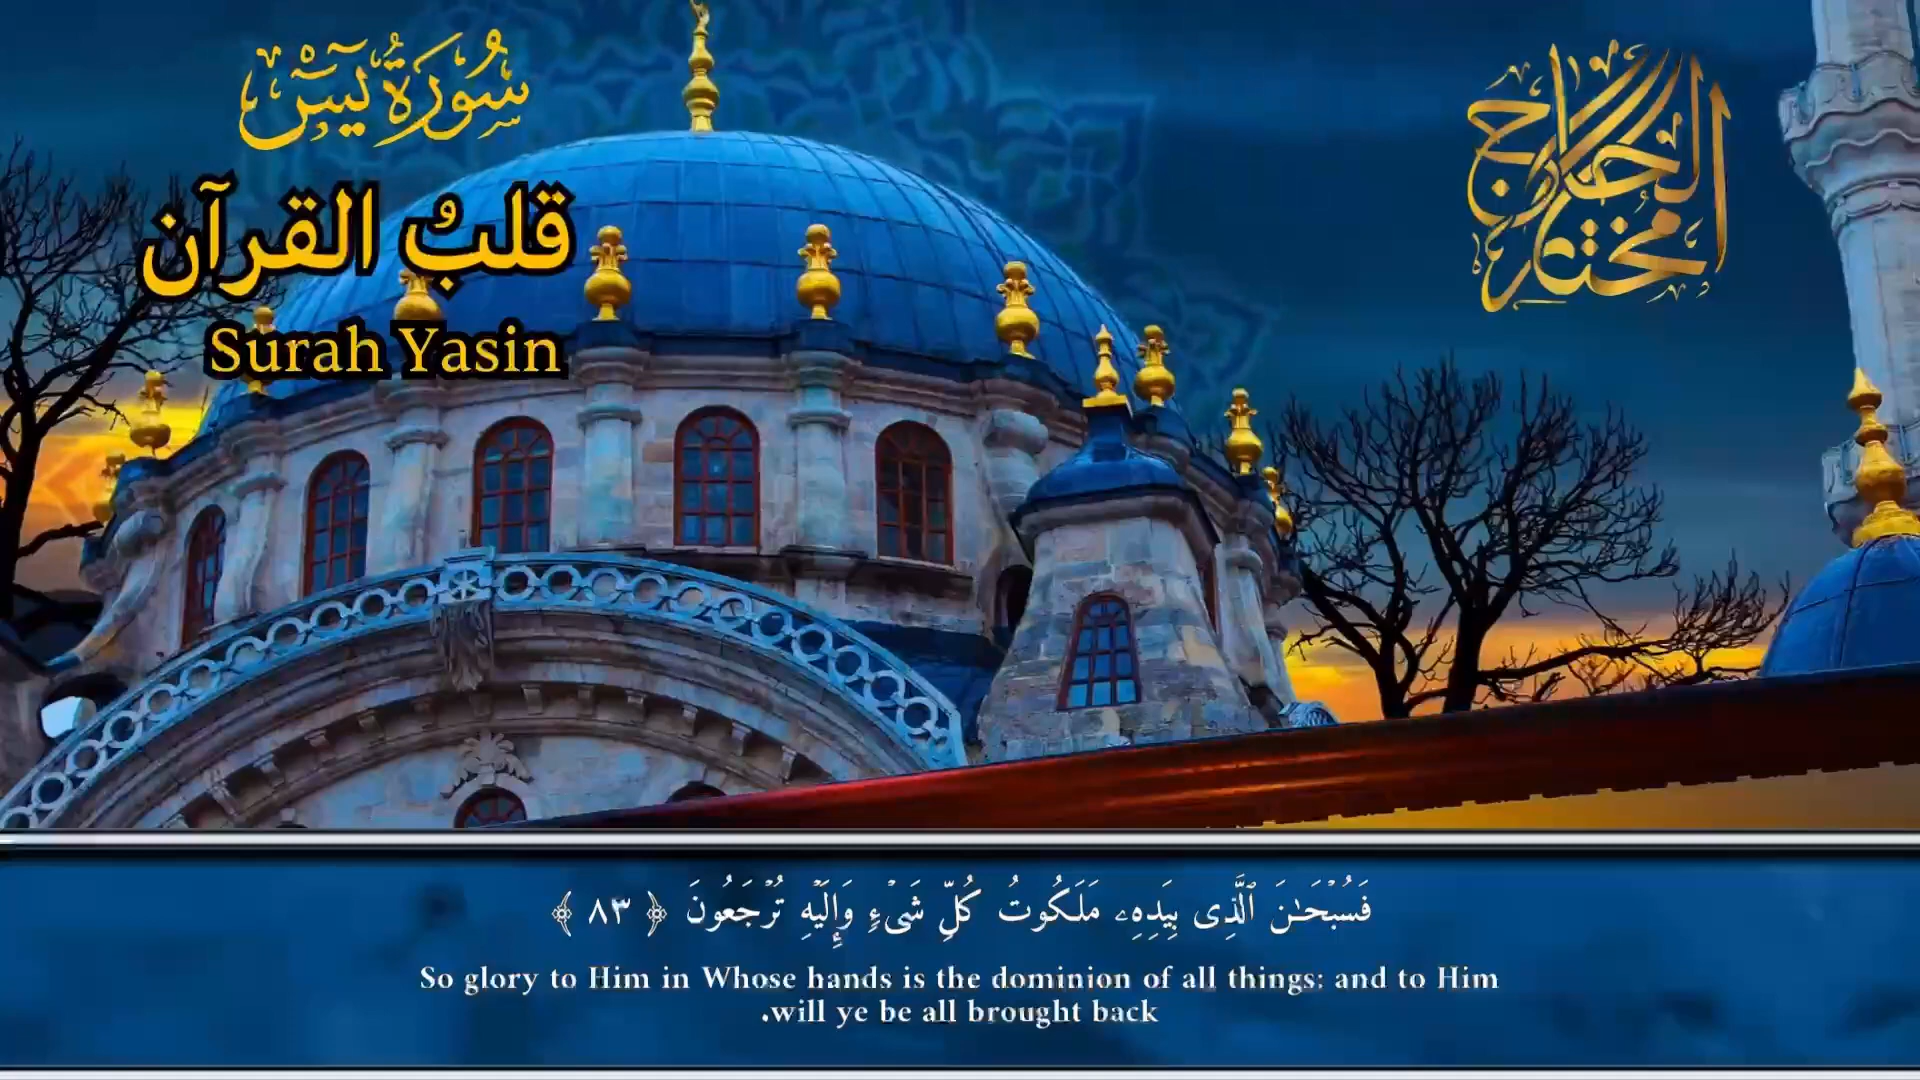 سُورَةُ يسٓ
قلبُ القرآن
Surah Yasin
الحاج
مختار
فَسُبْحَـٰنَ ٱلَّذِى بِيَدِهِۦ مَلَكُوتُ كُلِّ شَىْءٍ وَإِلَيْهِ تُرْجَعُونَ ﴿٨٣﴾
So glory to Him in Whose hands is the dominion of all things: and to Him
.will ye be all brought back